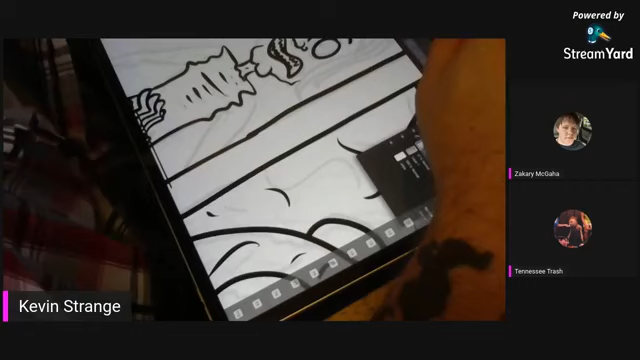 Powered by
StreamYard
Zakary McGaha
Tennessee Trash
Kevin Strange